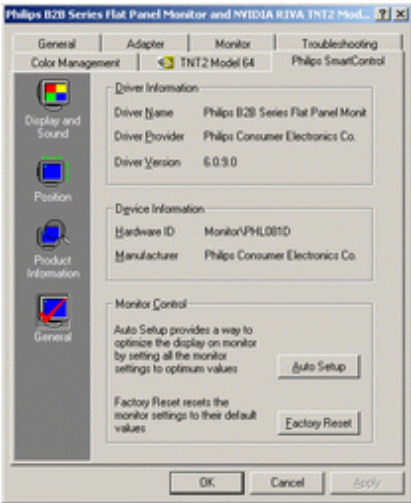 Philips B2B Series Flat Panel Monitor and NVIDIA RIVA TNT2 Mod...
General Adapter Monitor Troubleshooting
Color Management TNT2 Model 64 Philips SmartControl
Display and
Sound
Position
Product
Information
General
Driver Information
Driver Name Philips B2B Series Flat Panel Monit
Driver Provider Philips Consumer Electronics Co.
Driver Version 6.0.9.0
Device Information
Hardware ID Monitor\PHL081D
Manufacturer Philips Consumer Electronics Co.
Monitor Control
Auto Setup provides a way to
optimize the display on monitor
by setting all the monitor
settings to optimum values
Auto Setup
Factory Reset resets the
monitor settings to their default
values
Factory Reset
OK Cancel Apply